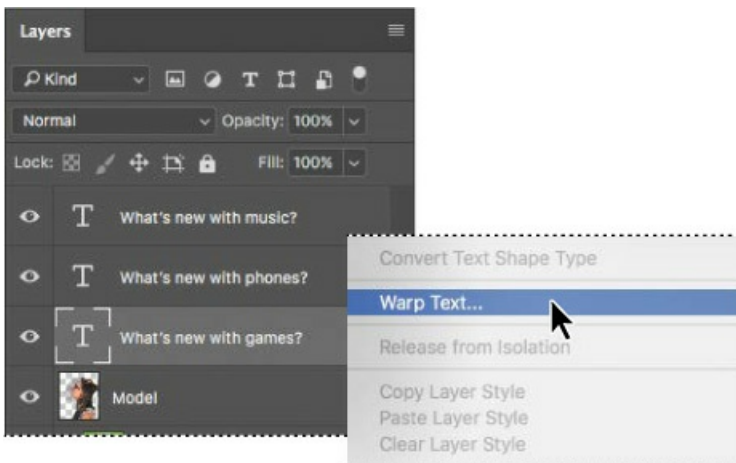 Layers
Kind
Normal Opacity: 100%
Lock: Fill: 100%
T What's new with music?
T What's new with phones?
T What's new with games?
Model
Convert Text Shape Type
Warp Text...
Release from Isolation
Copy Layer Style
Paste Layer Style
Clear Layer Style